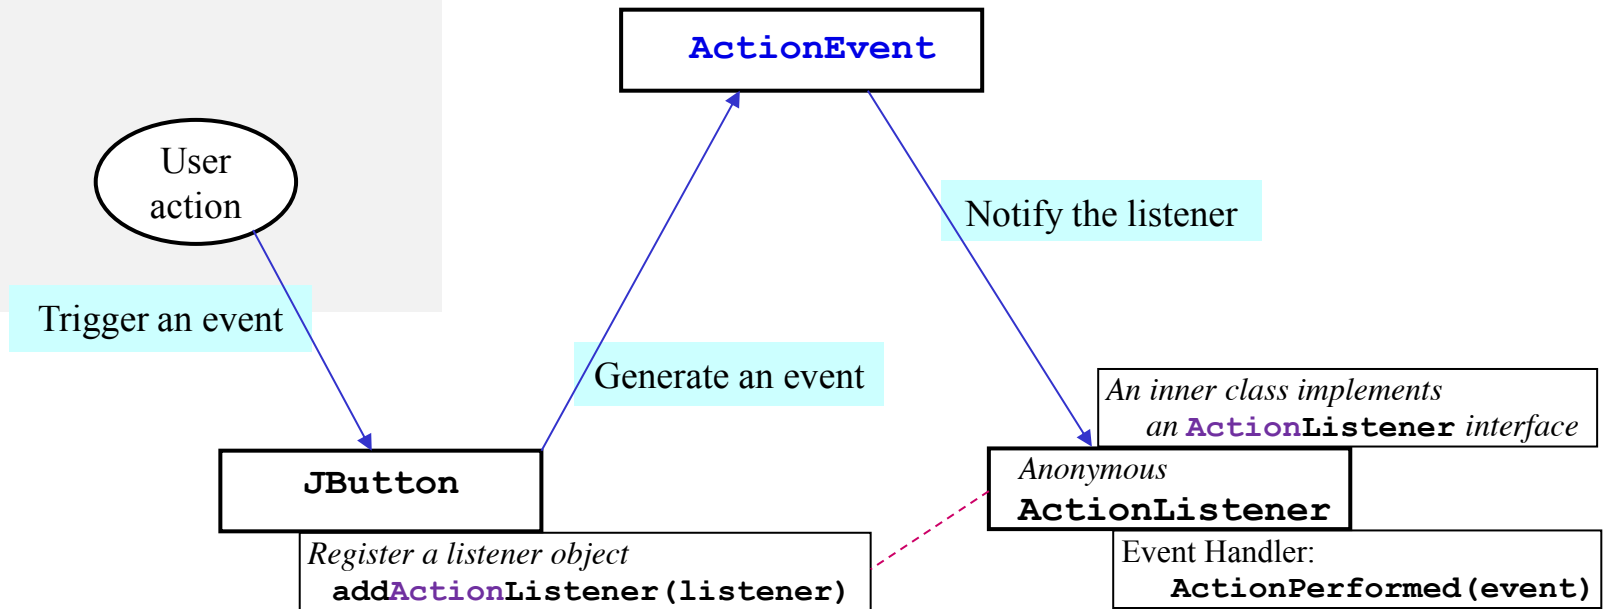 ActionEvent
User
action
Notify the listener
Trigger an event
Generate an event
An inner class implements
an ActionListener interface
JButton
Anonymous
ActionListener
Register a listener object
addActionListener(listener)
Event Handler:
ActionPerformed(event)